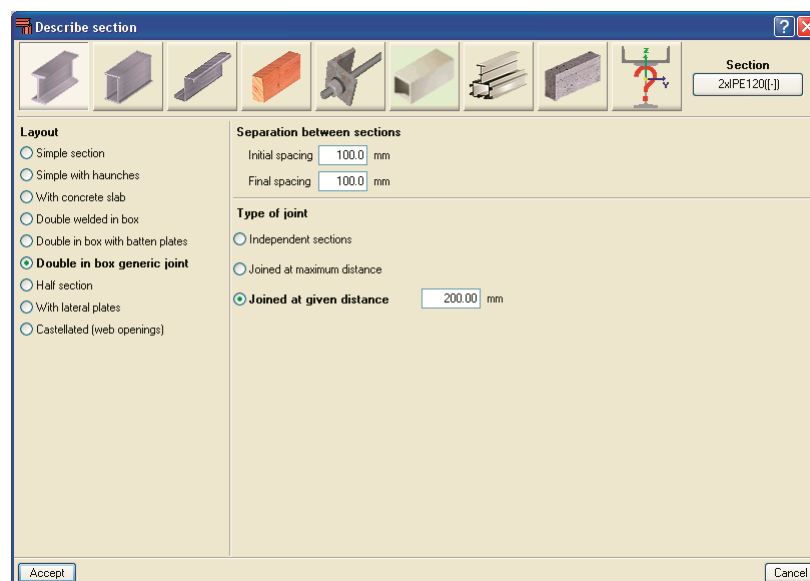 Describe section
Section
2xIPE120([-])
Layout
Simple section
Simple with haunches
With concrete slab
Double welded in box
Double in box with batten plates
Double in box generic joint
Half section
With lateral plates
Castellated (web openings)
Separation between sections
Initial spacing 100.0 mm
Final spacing 100.0 mm
Type of joint
Independent sections
Joined at maximum distance
Joined at given distance 200.00 mm
Z
Y
Accept
Cancel